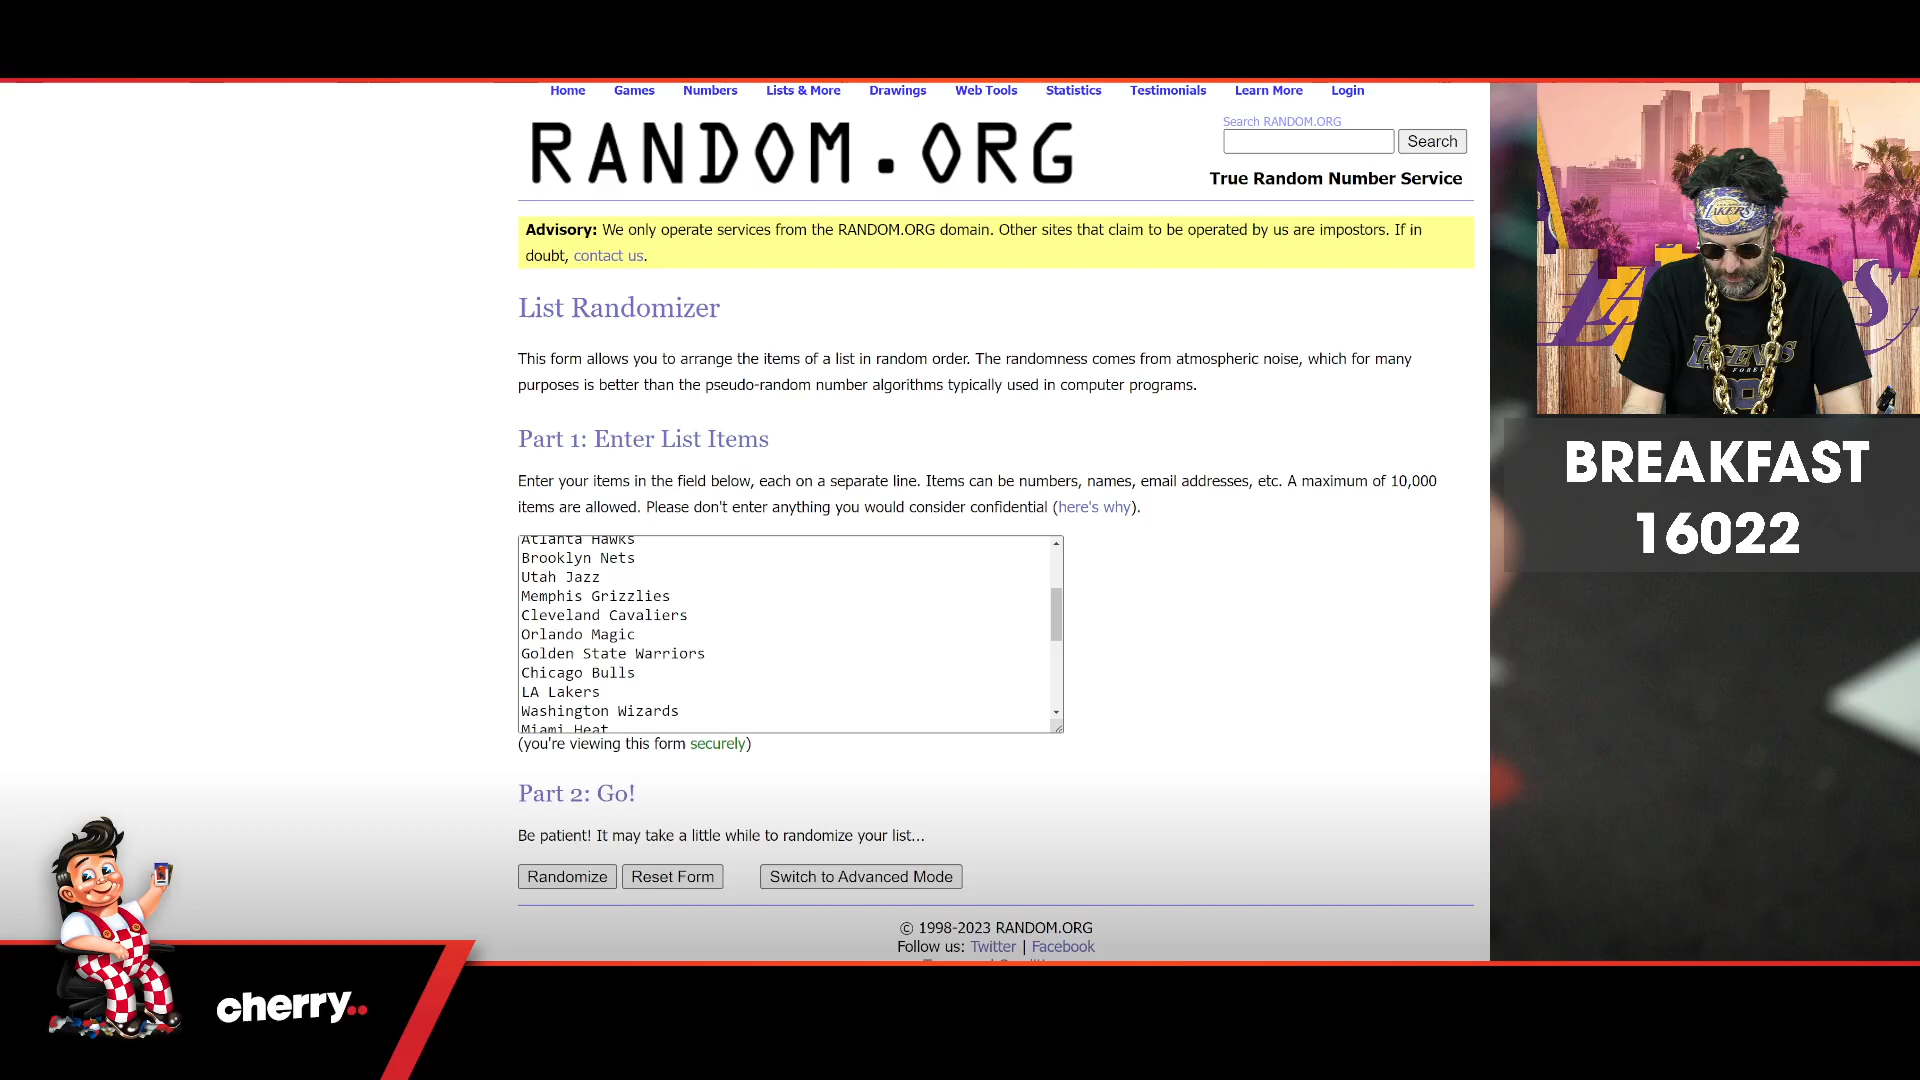 Home Games Numbers Lists & More Drawings Web Tools Statistics Testimonials Learn More Login
RANDOM.ORG
Search RANDOM.ORG
Search
True Random Number Service
Advisory: We only operate services from the RANDOM.ORG domain. Other sites that claim to be operated by us are impostors. If in
doubt, contact us.
List Randomizer
This form allows you to arrange the items of a list in random order. The randomness comes from atmospheric noise, which for many
purposes is better than the pseudo-random number algorithms typically used in computer programs.
Part 1: Enter List Items
Enter your items in the field below, each on a separate line. Items can be numbers, names, email addresses, etc. A maximum of 10,000
items are allowed. Please don't enter anything you would consider confidential (here's why).
Atlanta Hawks
Brooklyn Nets
Utah Jazz
Memphis Grizzlies
Cleveland Cavaliers
Orlando Magic
Golden State Warriors
Chicago Bulls
LA Lakers
Washington Wizards
Miami Heat
(you're viewing this form securely)
Part 2: Go!
Be patient! It may take a little while to randomize your list...
Randomize Reset Form Switch to Advanced Mode
© 1998-2023 RANDOM.ORG
Follow us: Twitter | Facebook
LAKERS
LEGENDS
FOREVER
BREAKFAST
16022
cherry..